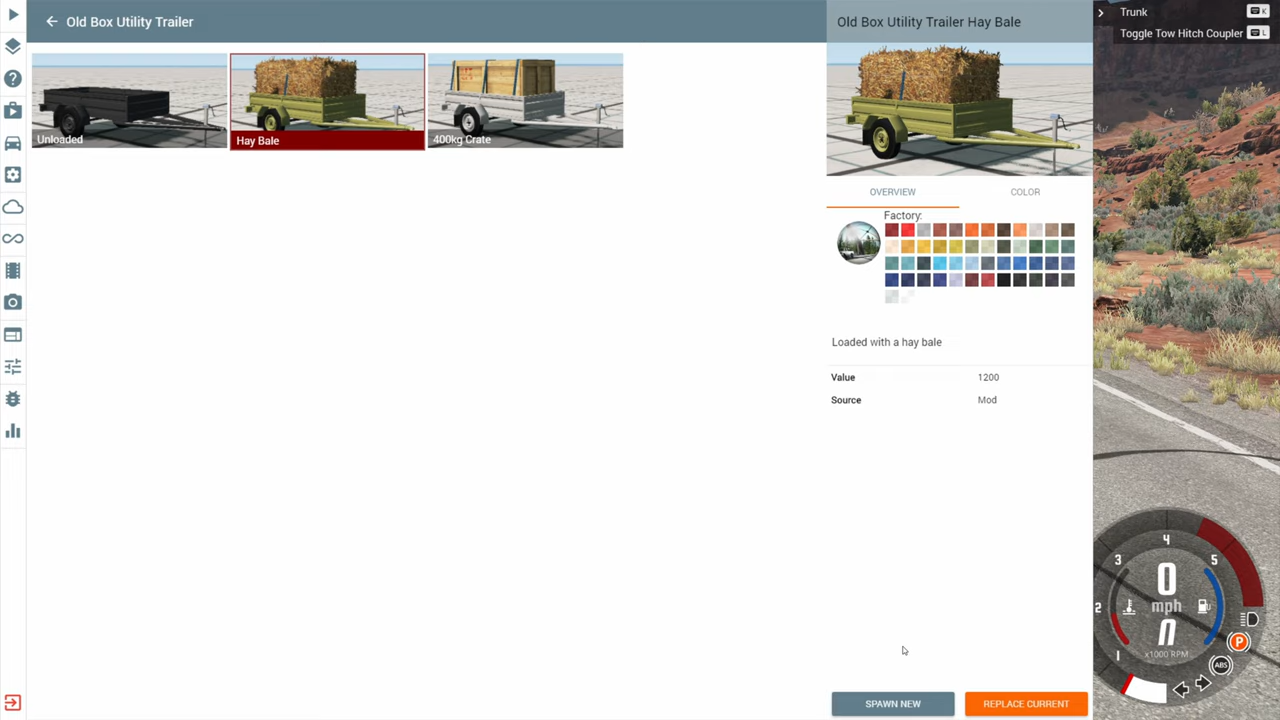 Old Box Utility Trailer
Unloaded
Hay Bale
400kg Crate
Old Box Utility Trailer Hay Bale
OVERVIEW
COLOR
Factory:
Loaded with a hay bale
Value 1200
Source Mod
SPAWN NEW
REPLACE CURRENT
Trunk K
Toggle Tow Hitch Coupler L
1
2
3
4
5
0
mph
n
x1000 RPM
P
ABS